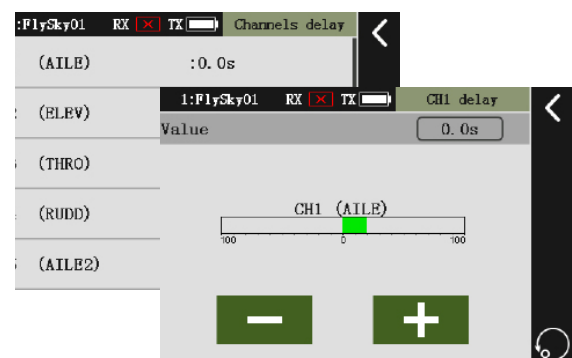 :FlySky01 RX TX Channels delay
(AILE) :0.0s
(ELEV)
(THRO)
(RUDD)
(AILE2)
1:FlySky01 RX TX CH1 delay
Value 0.0s
CH1 (AILE)
100 0 100